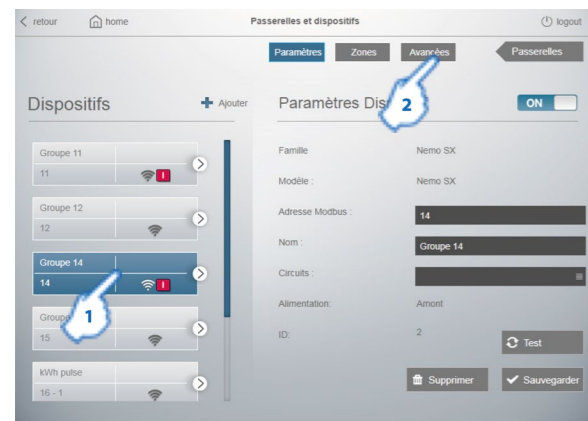 retour
home
Passerelles et dispositifs
logout
Paramètres
Zones
Avancées
Passerelles
Dispositifs
Ajouter
Paramètres
ON
2
Groupe 11
11
I
Groupe 12
12
Groupe 14
14
I
1
15
kWh pulse
16 - 1
Famille
Nemo SX
Modèle :
Nemo SX
Adresse Modbus :
14
Nom :
Groupe 14
Circuits :
Alimentation:
Amont
ID:
2
Test
Supprimer
Sauvegarder